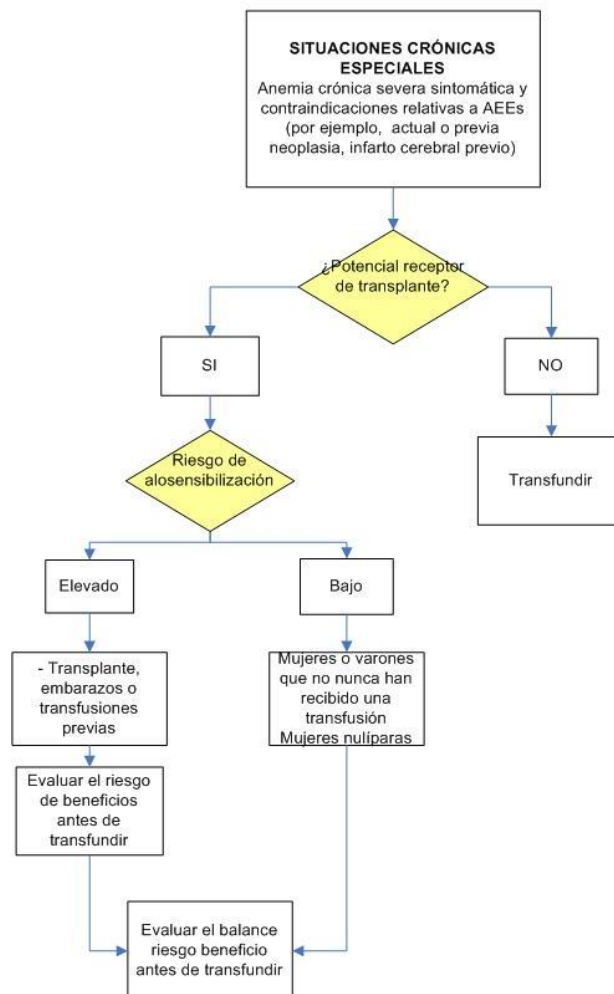 SITUACIONES CRÓNICAS
ESPECIALES
Anemia crónica severa sintomática y
contraindicaciones relativas a AEEs
(por ejemplo, actual o previa
neoplasia, infarto cerebral previo)
¿Potencial receptor
de transplante?
SI
NO
Riesgo de
alosensibilización
Transfundir
Elevado
Bajo
- Transplante,
embarazos o
transfusiones
previas
Mujeres o varones
que no nunca han
recibido una
transfusión
Mujeres nulíparas
Evaluar el riesgo
de beneficios
antes de
transfundir
Evaluar el balance
riesgo beneficio
antes de transfundir